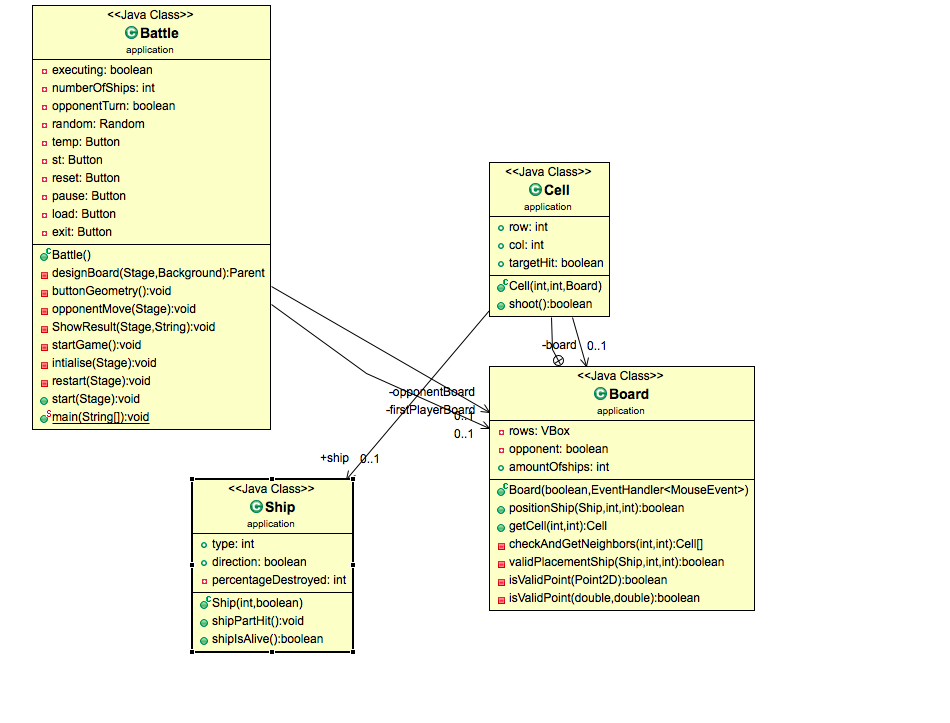 <<Java Class>>
Battle
application
executing: boolean
numberOfShips: int
opponentTurn: boolean
random: Random
temp: Button
st: Button
reset: Button
pause: Button
load: Button
exit: Button
Battle()
designBoard(Stage,Background):Parent
buttonGeometry():void
opponentMove(Stage):void
ShowResult(Stage,String):void
startGame():void
intialise(Stage):void
restart(Stage):void
start(Stage):void
main(String[]):void
<<Java Class>>
Cell
application
row: int
col: int
targetHit: boolean
Cell(int,int,Board)
shoot():boolean
-board
0..1
-opponentBoard
0..1
-firstPlayerBoard
0..1
+ship
0..1
<<Java Class>>
Board
application
rows: VBox
opponent: boolean
amountOfships: int
Board(boolean,EventHandler<MouseEvent>)
positionShip(Ship,int,int):boolean
getCell(int,int):Cell
checkAndGetNeighbors(int,int):Cell[]
validPlacementShip(Ship,int,int):boolean
isValidPoint(Point2D):boolean
isValidPoint(double,double):boolean
<<Java Class>>
Ship
application
type: int
direction: boolean
percentageDestroyed: int
Ship(int,boolean)
shipPartHit():void
shipIsAlive():boolean